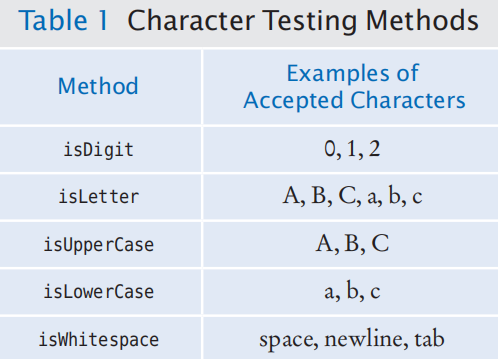 Table 1 Character Testing Methods
Method
Examples of
Accepted Characters
isDigit
0, 1, 2
isLetter
A, B, C, a, b, c
isUpperCase
A, B, C
isLowerCase
a, b, c
isWhitespace
space, newline, tab